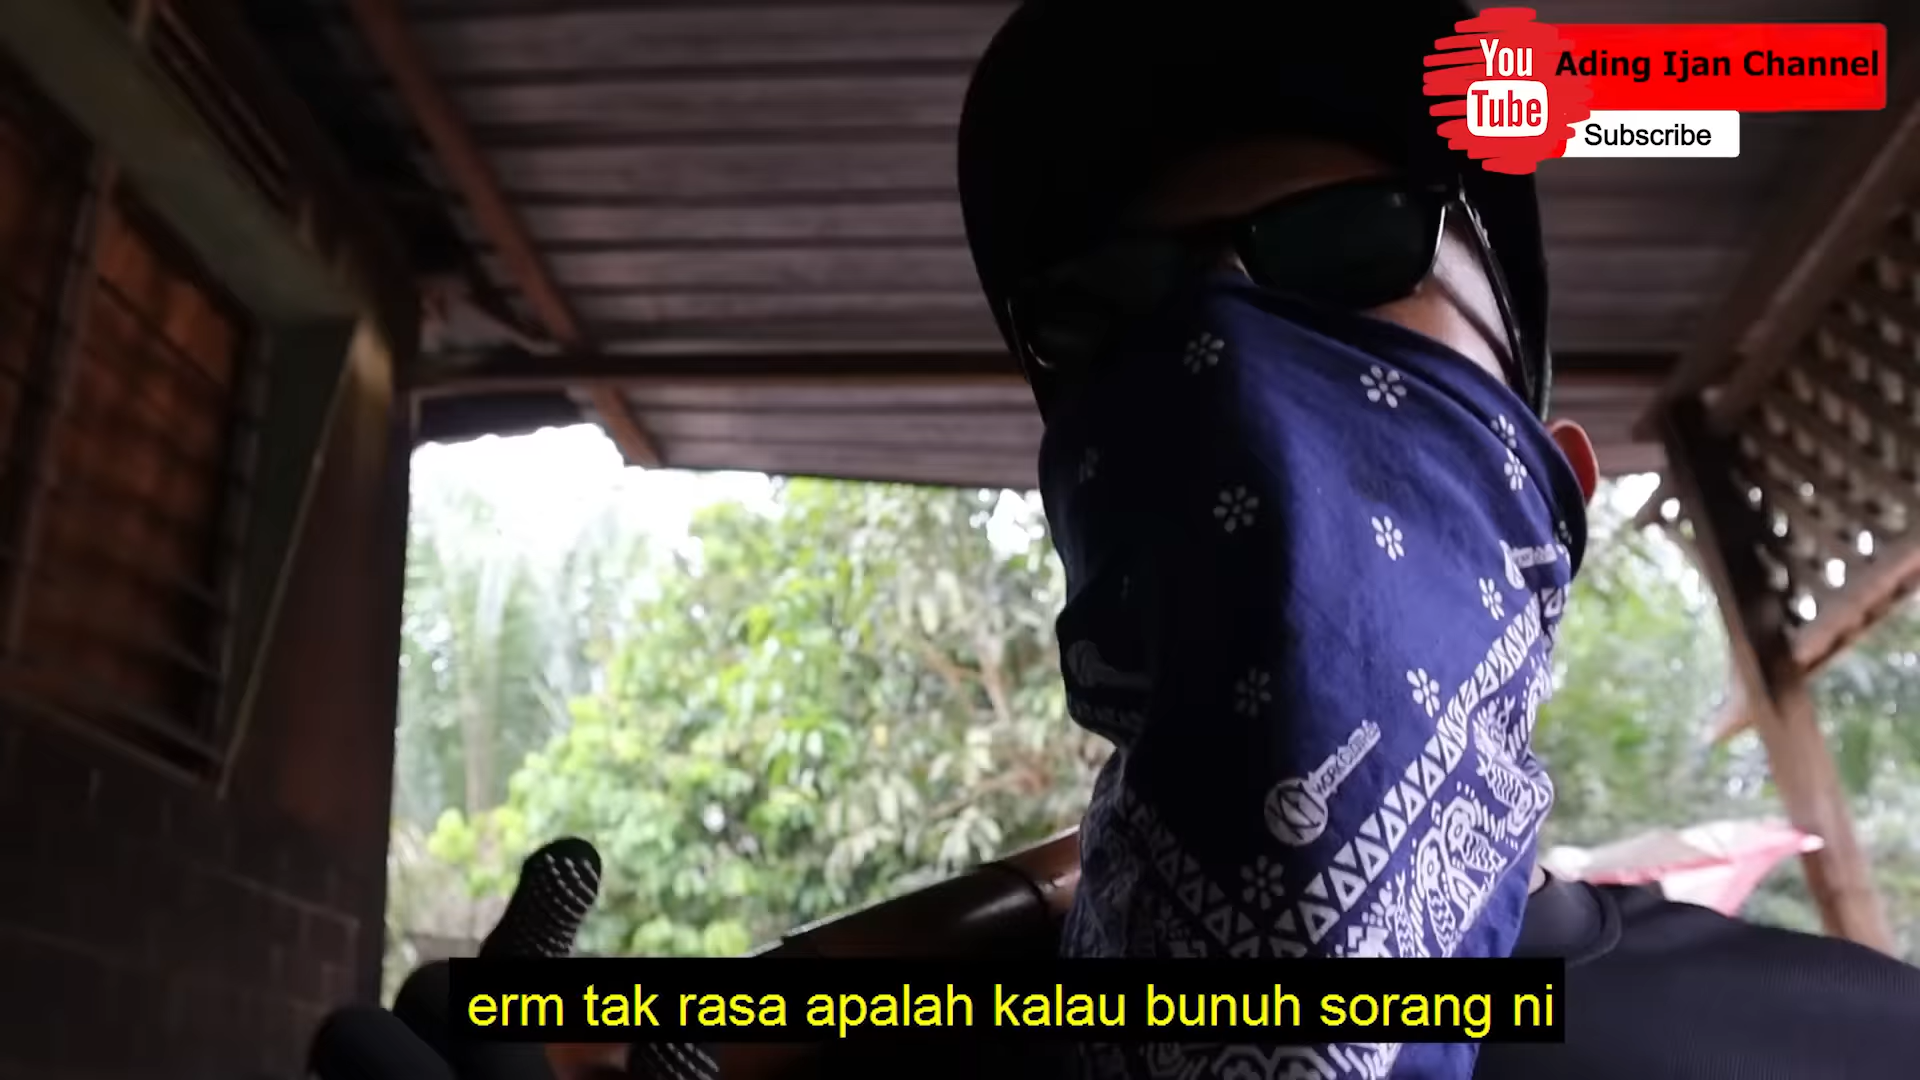 You
Tube
Ading Ijan Channel
Subscribe
erm tak rasa apalah kalau bunuh sorang ni